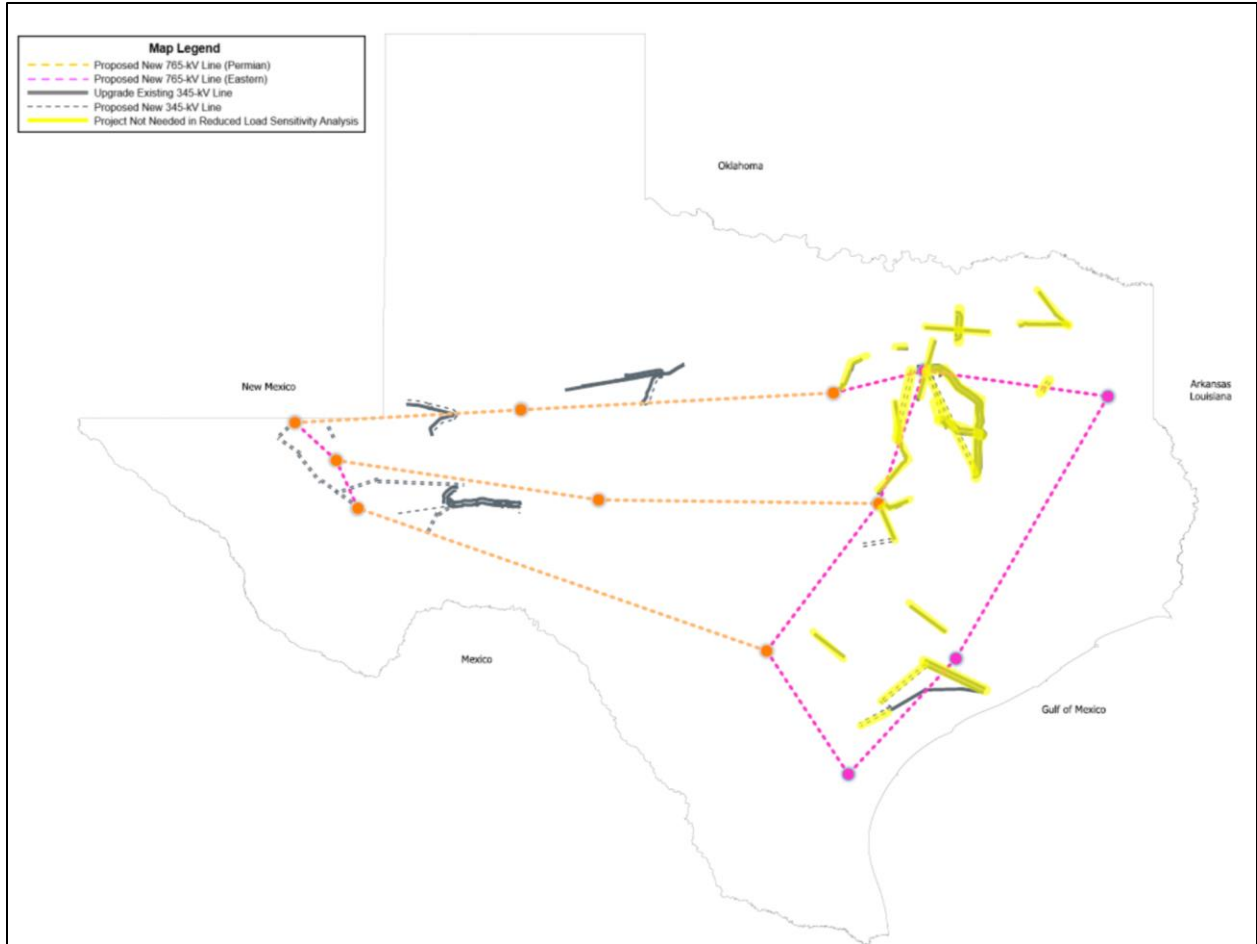 Map Legend
Proposed New 765-kV Line (Permian)
Proposed New 765-kV Line (Eastern)
Upgrade Existing 345-kV Line
Proposed New 345-kV Line
Project Not Needed in Reduced Load Sensitivity Analysis
Oklahoma
New Mexico
Arkansas
Louisiana
Mexico
Gulf of Mexico